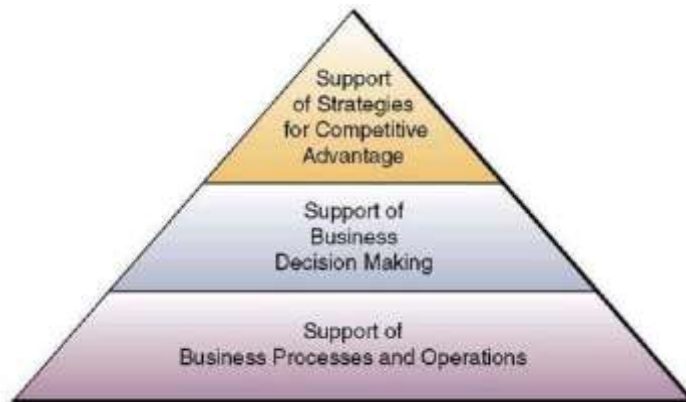 Support
of Strategies
for Competitive
Advantage
Support of
Business
Decision Making
Support of
Business Processes and Operations